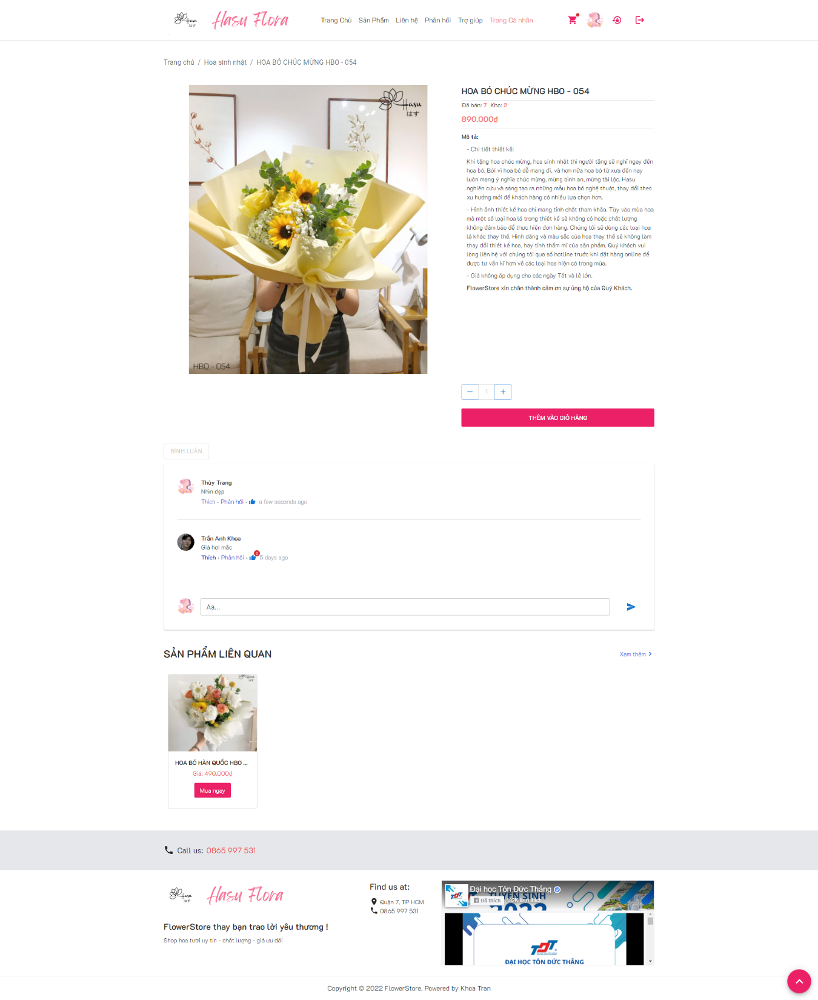 Hasu
はす
Hasu Flora
Trang Chủ Sản Phẩm Liên hệ Phản hồi Trợ giúp Trang Cá nhân
Trang chủ / Hoa sinh nhật / HOA BÓ CHÚC MỪNG HBO - 054
Hasu
はす
HBO - 054
HOA BÓ CHÚC MỪNG HBO - 054
Đã bán: 7 Kho: 2
890.000₫
Mô tả:
- Chi tiết thiết kế:
Khi tặng hoa chúc mừng, hoa sinh nhật thì người tặng sẽ nghĩ ngay đến
hoa bó. Bởi vì hoa bó dễ mang đi, và hơn nữa hoa bó từ xưa đến nay
luôn mang ý nghĩa chúc mừng, mừng bình an, mừng tài lộc. Hasu
nghiên cứu và sáng tạo ra những mẫu hoa bó nghệ thuật, thay đổi theo
xu hướng mới để khách hàng có nhiều lựa chọn hơn.
- Hình ảnh thiết kế hoa chỉ mang tính chất tham khảo. Tùy vào mùa hoa
mà một số loại hoa lá trong thiết kế sẽ không có hoặc chất lượng
không đảm bảo để thực hiện đơn hàng. Chúng tôi sẽ dùng các loại hoa
lá khác thay thế. Hình dáng và màu sắc của hoa thay thế sẽ không làm
thay đổi thiết kế hoa, hay tính thẩm mĩ của sản phẩm. Quý khách vui
lòng liên hệ với chúng tôi qua số hotline trước khi đặt hàng online để
được tư vấn kĩ hơn về các loại hoa hiện có trong mùa.
- Giá không áp dụng cho các ngày Tết và lễ lớn.
FlowerStore xin chân thành cảm ơn sự ủng hộ của Quý Khách.
1
THÊM VÀO GIỎ HÀNG
BÌNH LUẬN
Thùy Trang
Nhìn đẹp
Thích - Phản hồi - a few seconds ago
Trần Anh Khoa
Giá hơi mắc
Thích - Phản hồi - 2 5 days ago
Aa...
SẢN PHẨM LIÊN QUAN
Xem thêm
Hasu
はす
HOA BÓ HÀN QUỐC HBO ...
Giá: 490.000₫
Mua ngay
Call us: 0865 997 531
Hasu
はす
Hasu Flora
FlowerStore thay bạn trao lời yêu thương !
Shop hoa tươi uy tín - chất lượng - giá ưu đãi
Find us at:
Quận 7, TP HCM
0865 997 531
Đại học Tôn Đức Thắng
TUYỂN SINH
2022
Đã thích
182K lượt thích
TDT
ĐẠI HỌC TÔN ĐỨC THẮNG
Copyright © 2022 FlowerStore. Powered by Khoa Tran